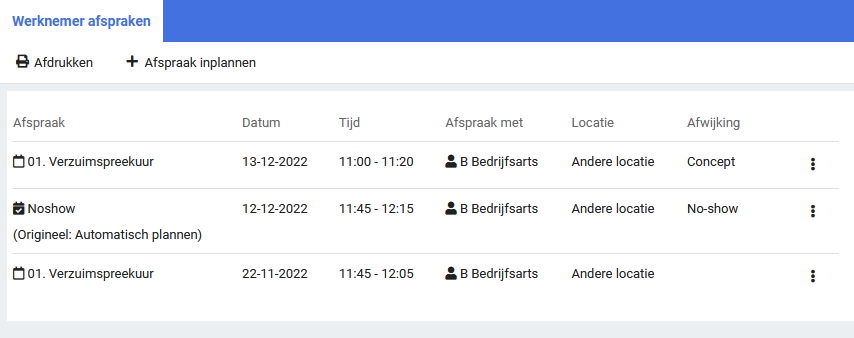 Werknemer afspraken
Afdrukken Afspraak inplannen
Afspraak Datum Tijd Afspraak met Locatie Afwijking
01. Verzuimspreekuur 13-12-2022 11:00 - 11:20 B Bedrijfsarts Andere locatie Concept
Noshow 12-12-2022 11:45 - 12:15 B Bedrijfsarts Andere locatie No-show
(Origineel: Automatisch plannen)
01. Verzuimspreekuur 22-11-2022 11:45 - 12:05 B Bedrijfsarts Andere locatie